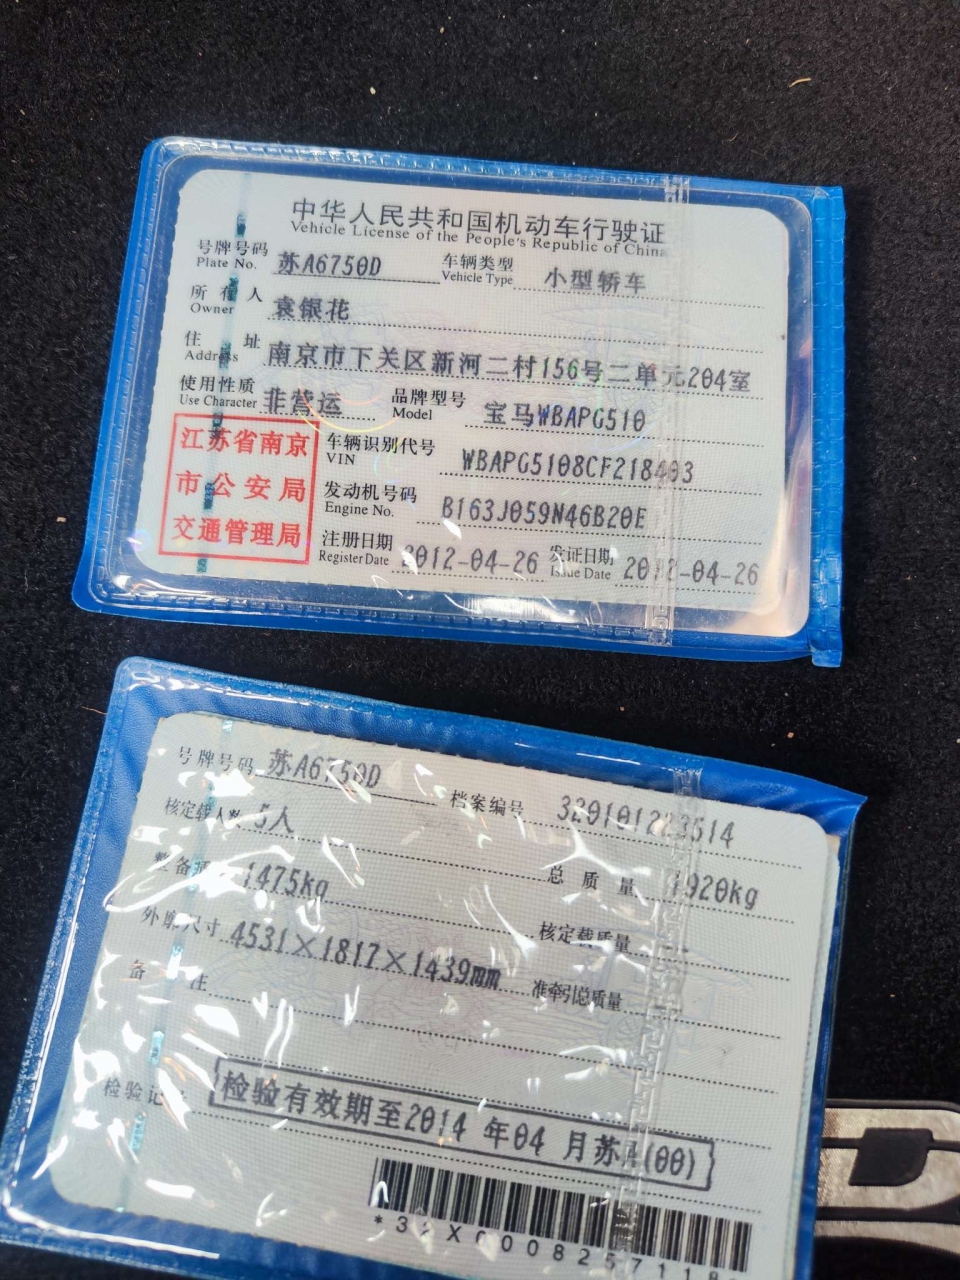 中华人民共和国机动车行驶证
Vehicle License of the People's Republic of China
号牌号码 苏A6750D 车辆类型 小型轿车
Plate No. Vehicle Type
所有人 袁银花
Owner
住址 南京市下关区新河二村156号二单元204室
Address
使用性质 非营运 品牌型号 宝马WBAPG510
Use Character Model
江苏省南京
市公安局
交通管理局
车辆识别代号 WBAPG5108CF218403
VIN
发动机号码 B163J059N46B20E
Engine No.
注册日期 2012-04-26 发证日期 2012-04-26
Register Date Issue Date
号牌号码 苏A6750D 档案编号 320101223514
核定载人数 5人
整备质量 1475kg 总质量 1920kg
外廓尺寸 4531×1817×1439mm 核定载质量 --
备注 准牵引总质量
检验记录 检验有效期至2014年04月苏A(00)